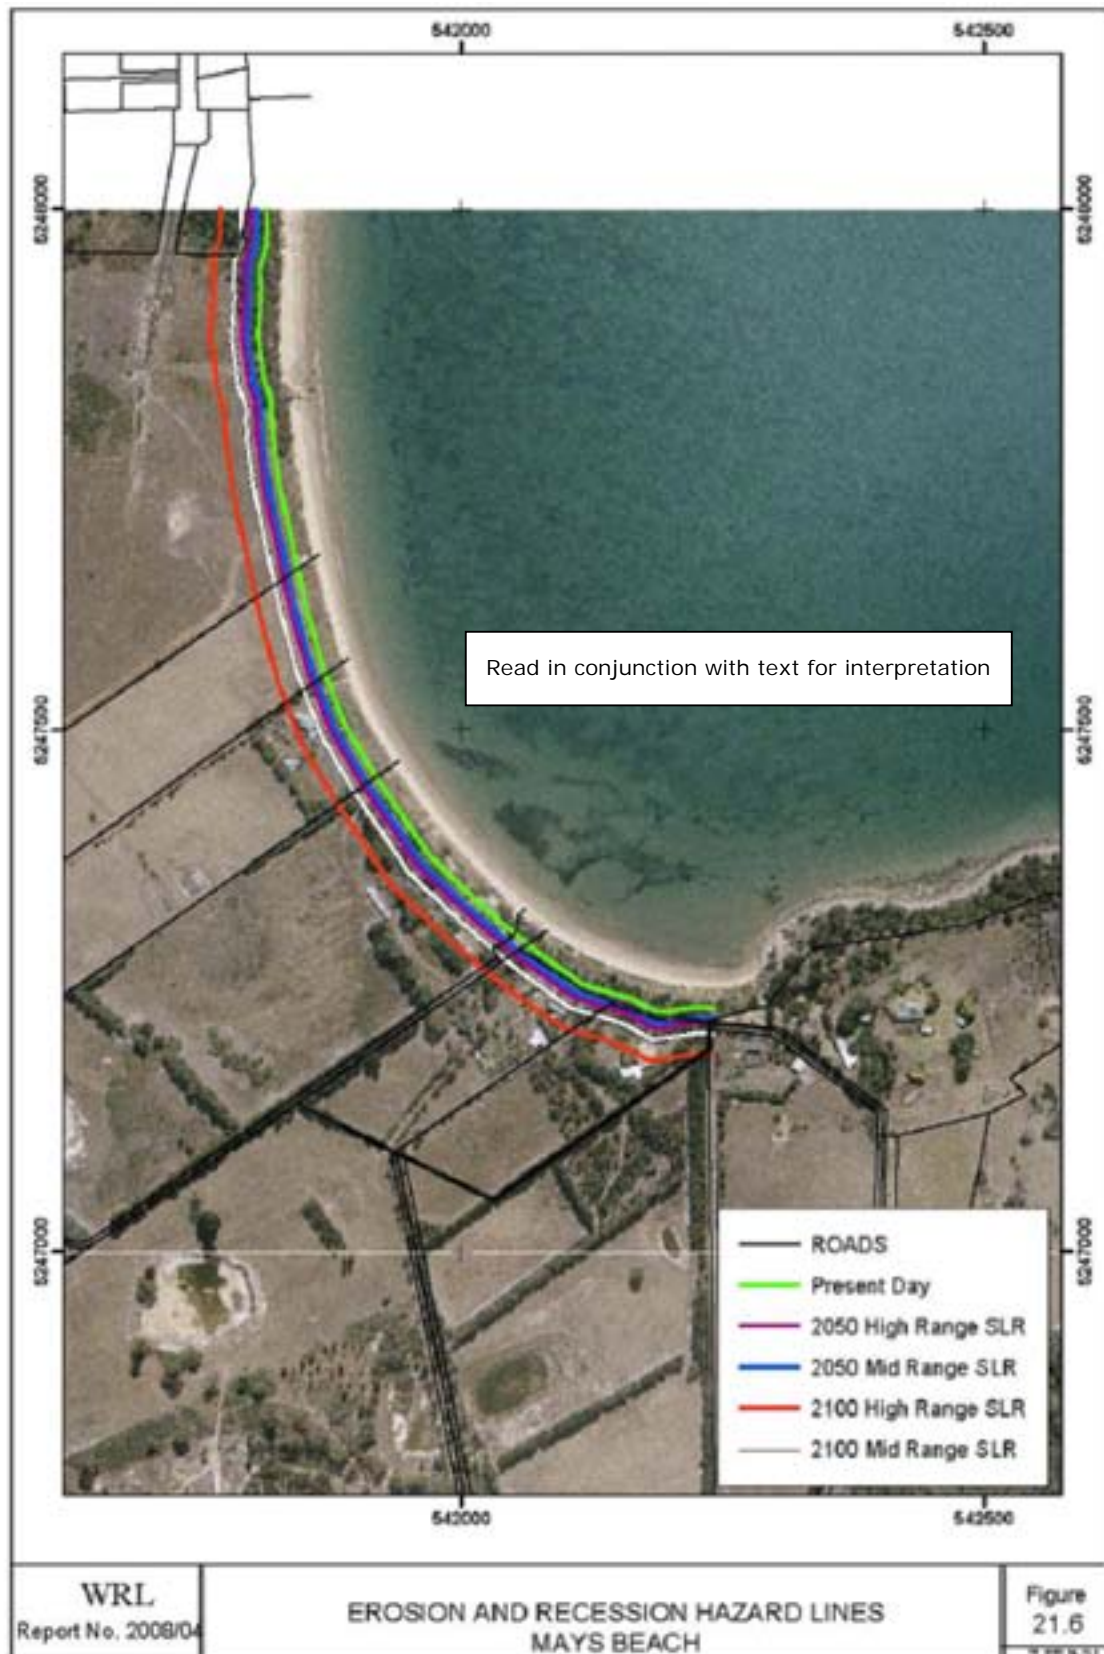 542000
542500
5248000
5248000
Read in conjunction with text for interpretation
5247500
5247500
5247000
5247000
ROADS
Present Day
2050 High Range SLR
2050 Mid Range SLR
2100 High Range SLR
2100 Mid Range SLR
542000
542500
WRL
Report No. 2008/04
EROSION AND RECESSION HAZARD LINES
MAYS BEACH
Figure
21.6